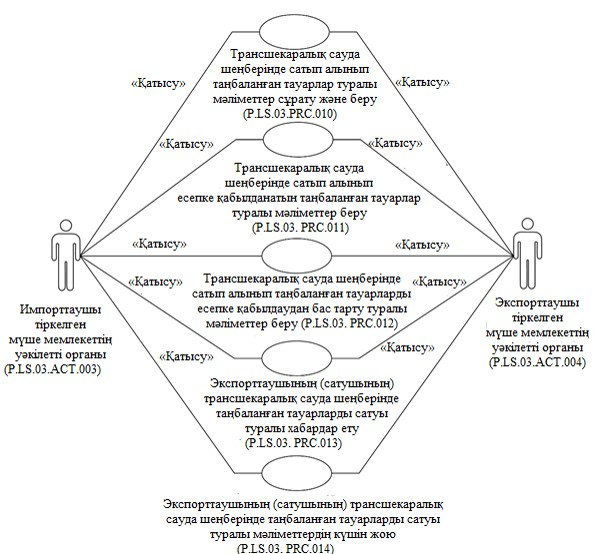 Трансшекаралық сауда
шеңберінде сатып алынып
таңбаланған тауарлар туралы
мәліметтер сұрату және беру
(P.LS.03.PRC.010)
«Қатысу»
«Қатысу»
Трансшекаралық сауда
шеңберінде сатып алынып
есепке қабылданатын таңбаланған тауарлар
туралы мәліметтер беру
(P.LS.03. PRC.011)
«Қатысу»
«Қатысу»
Трансшекаралық сауда шеңберінде
сатып алынып таңбаланған тауарларды
есепке қабылдаудан бас тарту туралы
мәліметтер беру (P.LS.03. PRC.012)
«Қатысу»
«Қатысу»
Экспорттаушының (сатушының)
трансшекаралық сауда шеңберінде
таңбаланған тауарларды сатуы
туралы хабардар ету
(P.LS.03. PRC.013)
«Қатысу»
«Қатысу»
Экспорттаушының (сатушының) трансшекаралық
сауда шеңберінде таңбаланған тауарларды сатуы
туралы мәліметтердің күшін жою
(P.LS.03. PRC.014)
«Қатысу»
«Қатысу»
Импорттаушы
тіркелген
мүше мемлекеттің
уәкілетті органы
(P.LS.03.ACT.003)
Экспорттаушы
тіркелген
мүше мемлекеттің
уәкілетті органы
(P.LS.03.ACT.004)